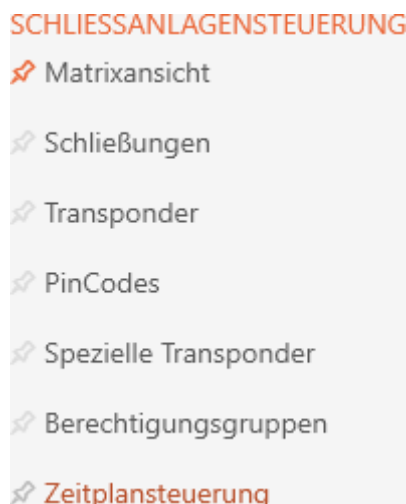 SCHLIESSANLAGENSTEUERUNG
Matrixansicht
Schließungen
Transponder
PinCodes
Spezielle Transponder
Berechtigungsgruppen
Zeitplansteuerung